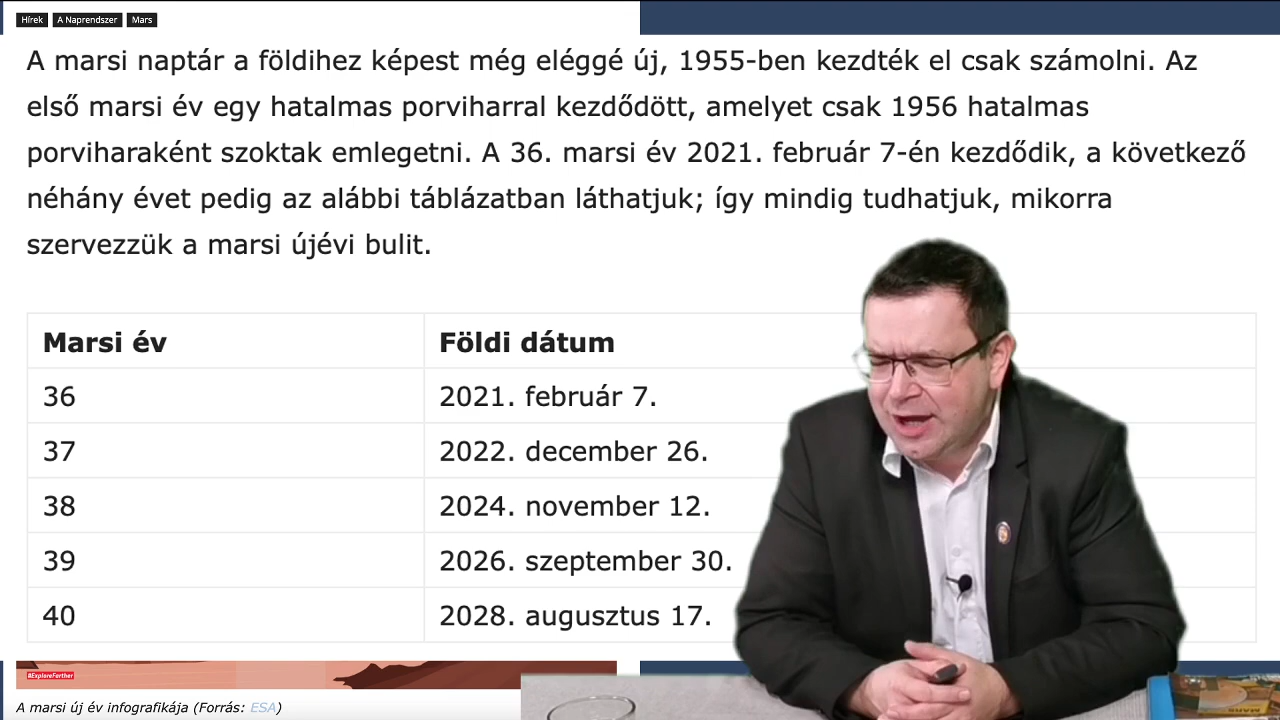 Hírek A Naprendszer Mars
A marsi naptár a földihez képest még eléggé új, 1955-ben kezdték el csak számolni. Az
első marsi év egy hatalmas porviharral kezdődött, amelyet csak 1956 hatalmas
porviharaként szoktak emlegetni. A 36. marsi év 2021. február 7-én kezdődik, a következő
néhány évet pedig az alábbi táblázatban láthatjuk; így mindig tudhatjuk, mikorra
szervezzük a marsi újévi bulit.
Marsi év Földi dátum
36 2021. február 7.
37 2022. december 26.
38 2024. november 12.
39 2026. szeptember 30.
40 2028. augusztus 17.
#ExploreFarther
A marsi új év infografikája (Forrás: ESA)
MARS